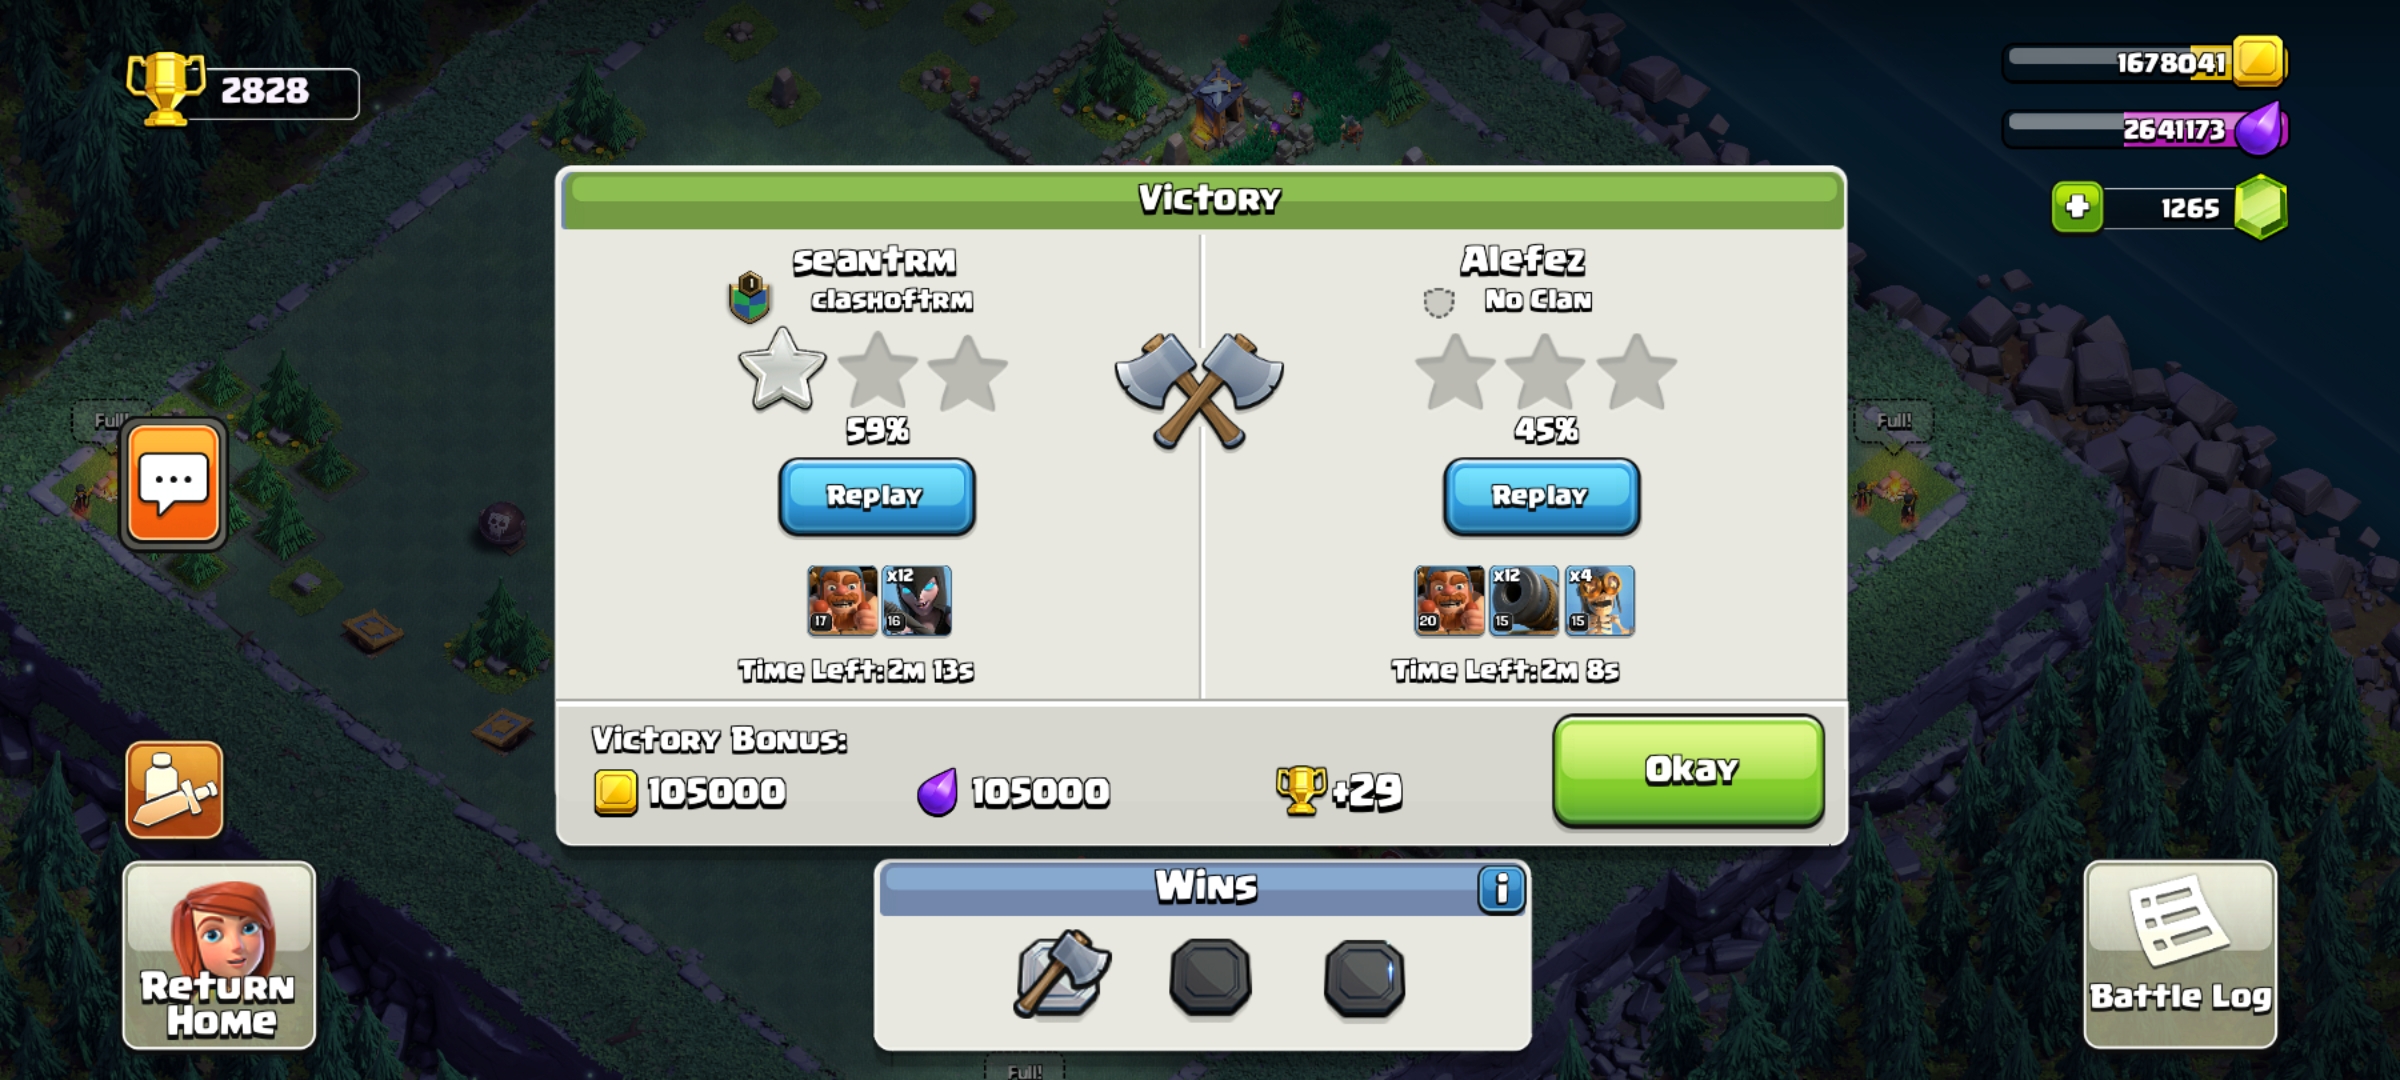 2828
1678041
2641173
1265
Victory
seantrm
1
clashoftrm
59%
Replay
17
x12
16
Time Left:2m 13s
Alefez
No Clan
45%
Replay
20
x12
15
x4
15
Time Left:2m 8s
Full!
Full!
Victory Bonus:
105000
105000
+29
Okay
Wins
i
Return
Home
Battle Log
Full!